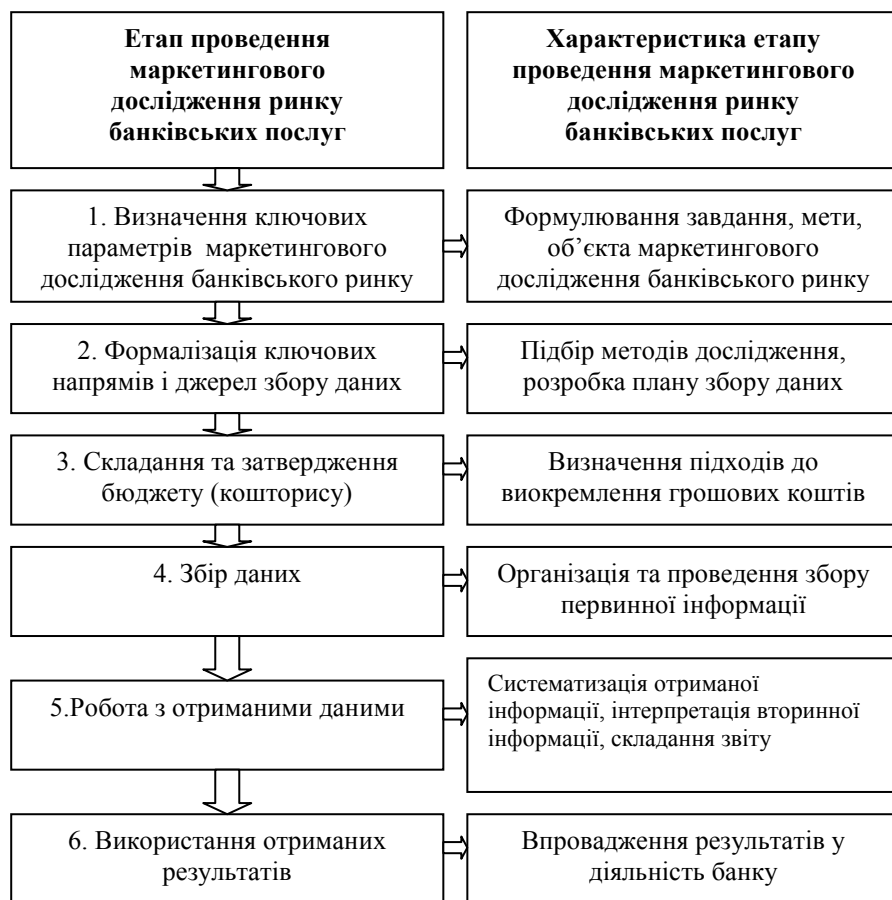 Етап проведення
маркетингового
дослідження ринку
банківських послуг
Характеристика етапу
проведення маркетингового
дослідження ринку
банківських послуг
1. Визначення ключових
параметрів маркетингового
дослідження банківського ринку
Формулювання завдання, мети,
об’єкта маркетингового
дослідження банківського ринку
2. Формалізація ключових
напрямів і джерел збору даних
Підбір методів дослідження,
розробка плану збору даних
3. Складання та затвердження
бюджету (кошторису)
Визначення підходів до
виокремлення грошових коштів
4. Збір даних
Організація та проведення збору
первинної інформації
5.Робота з отриманими даними
Систематизація отриманої
інформації, інтерпретація вторинної
інформації, складання звіту
6. Використання отриманих
результатів
Впровадження результатів у
діяльність банку